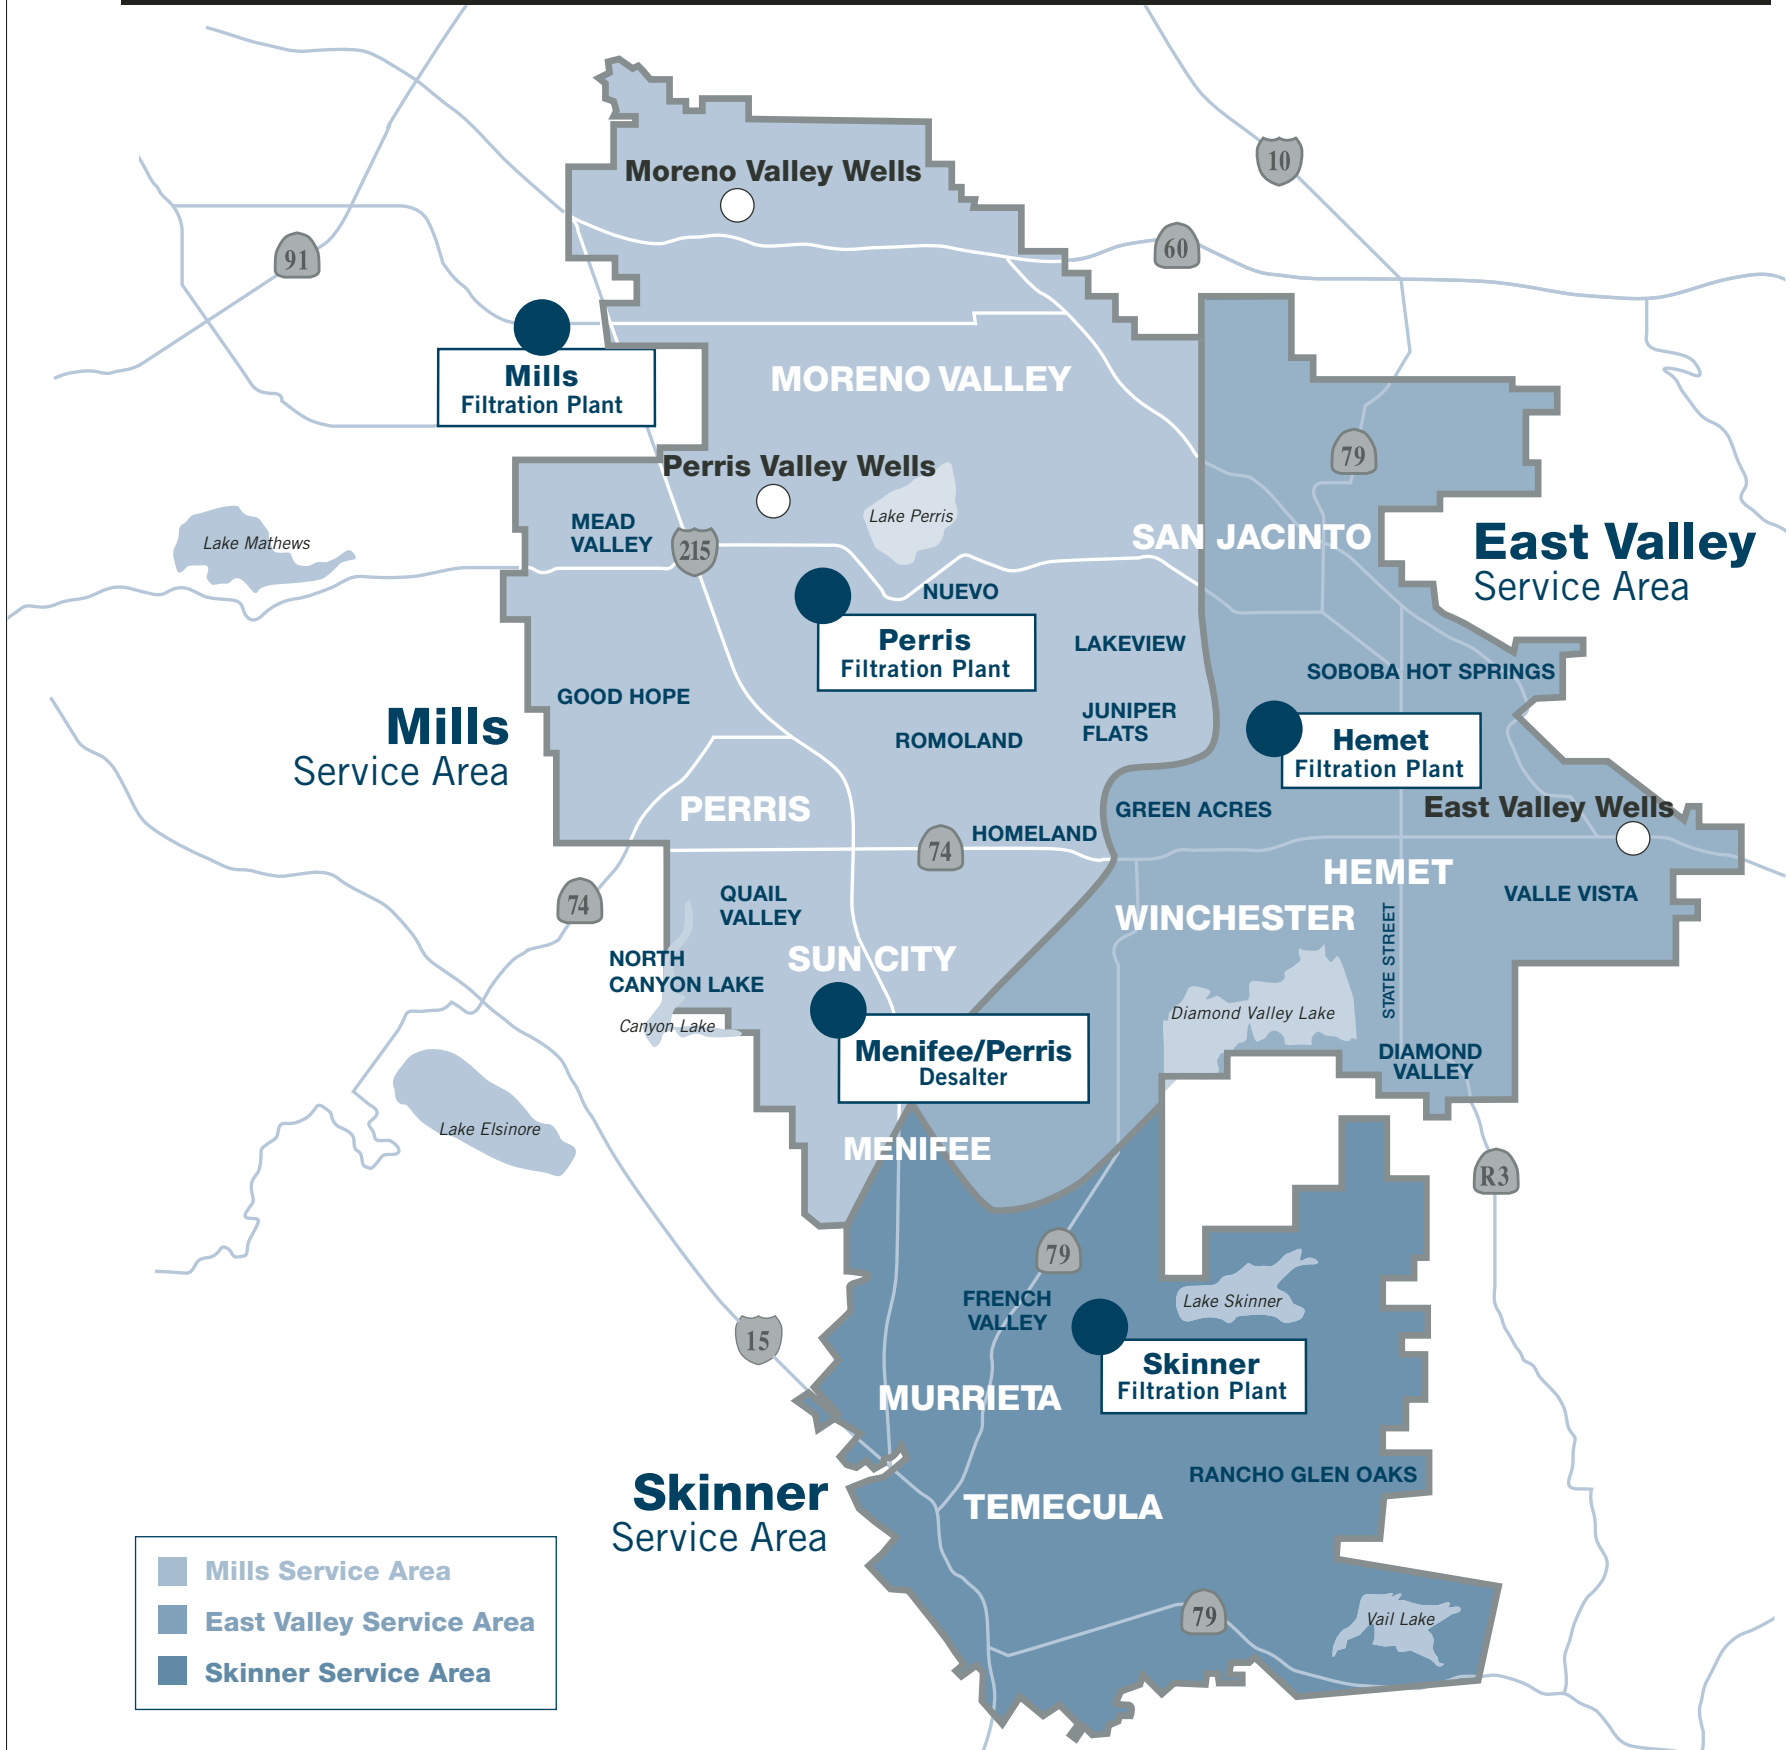 Moreno Valley Wells
10
60
91
Mills
Filtration Plant
MORENO VALLEY
79
Perris Valley Wells
Lake Perris
MEAD
VALLEY
215
Lake Mathews
SAN JACINTO
East Valley
Service Area
NUEVO
Perris
Filtration Plant
LAKEVIEW
SOBOBA HOT SPRINGS
GOOD HOPE
JUNIPER
FLATS
Mills
Service Area
ROMOLAND
Hemet
Filtration Plant
PERRIS
GREEN ACRES
East Valley Wells
HOMELAND
74
HEMET
74
QUAIL
VALLEY
VALLE VISTA
WINCHESTER
STATE STREET
NORTH
CANYON LAKE
SUN CITY
Canyon Lake
Diamond Valley Lake
Menifee/Perris
Desalter
DIAMOND
VALLEY
Lake Elsinore
MENIFEE
R3
79
FRENCH
VALLEY
Lake Skinner
15
Skinner
Filtration Plant
MURRIETA
RANCHO GLEN OAKS
Skinner
Service Area
TEMECULA
79
Vail Lake
Mills Service Area
East Valley Service Area
Skinner Service Area